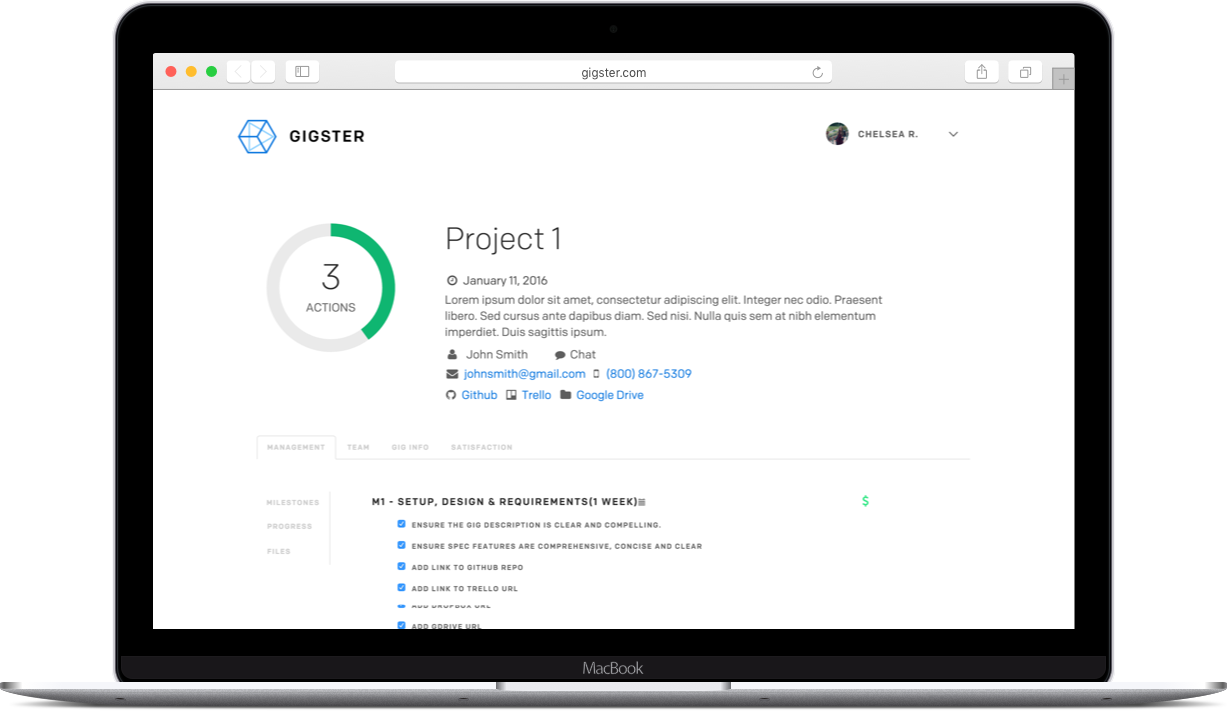 gigster.com
GIGSTER
CHELSEA R.
3
ACTIONS
Project 1
January 11, 2016
Lorem ipsum dolor sit amet, consectetur adipiscing elit. Integer nec odio. Praesent
libero. Sed cursus ante dapibus diam. Sed nisi. Nulla quis sem at nibh elementum
imperdiet. Duis sagittis ipsum.
John Smith Chat
johnsmith@gmail.com (800) 867-5309
Github Trello Google Drive
MANAGEMENT TEAM GIG INFO SATISFACTION
MILESTONES
PROGRESS
FILES
M1 - SETUP, DESIGN & REQUIREMENTS(1 WEEK) $
ENSURE THE GIG DESCRIPTION IS CLEAR AND COMPELLING.
ENSURE SPEC FEATURES ARE COMPREHENSIVE, CONCISE AND CLEAR
ADD LINK TO GITHUB REPO
ADD LINK TO TRELLO URL
ADD DROPBOX URL
ADD GDRIVE URL
MacBook